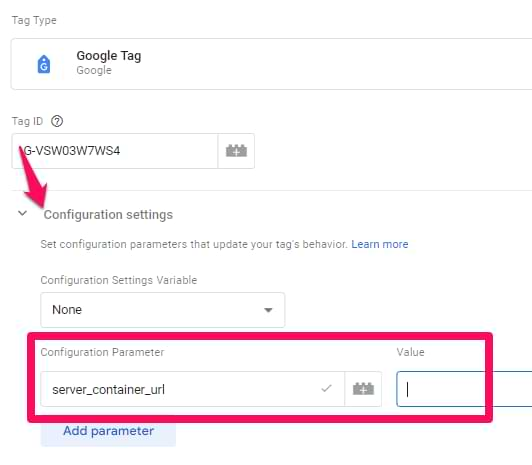 Tag Type
Google Tag
Google
Tag ID
G-VSW03W7WS4
Configuration settings
Set configuration parameters that update your tag's behavior. Learn more
Configuration Settings Variable
None
Configuration Parameter Value
server_container_url
Add parameter